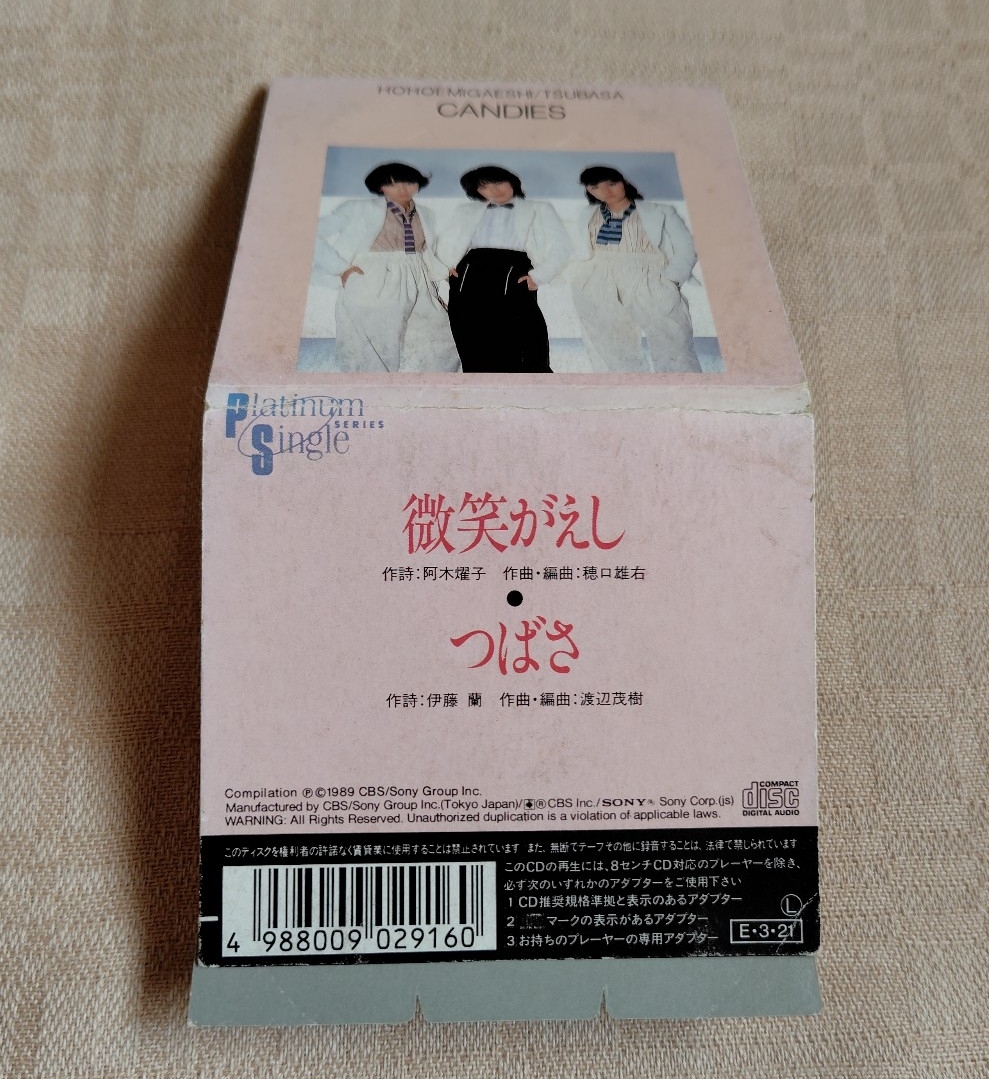 HOHOEMIGAESHI/TSUBASA
CANDIES
Platinum
SERIES
Single
微笑がえし
作詩:阿木燿子 作曲・編曲:穂口雄右
●
つばさ
作詩:伊藤 蘭 作曲・編曲:渡辺茂樹
Compilation ℗©1989 CBS/Sony Group Inc.
Manufactured by CBS/Sony Group Inc.(Tokyo Japan)/®CBS Inc./SONY® Sony Corp.(js)
WARNING: All Rights Reserved. Unauthorized duplication is a violation of applicable laws.
COMPACT
disc
DIGITAL AUDIO
このディスクを権利者の許諾なく賃貸業に使用することは禁止されています また、無断でテープその他に録音することは、法律で禁じられています
このCDの再生には、8センチCD対応のプレーヤーを除き、
必ず次のいずれかのアダプターをご使用下さい
1 CD推奨規格準拠と表示のあるアダプター
2 マークの表示があるアダプター
3 お持ちのプレーヤーの専用アダプター
Ⓛ
E・3・21
4 988009 029160